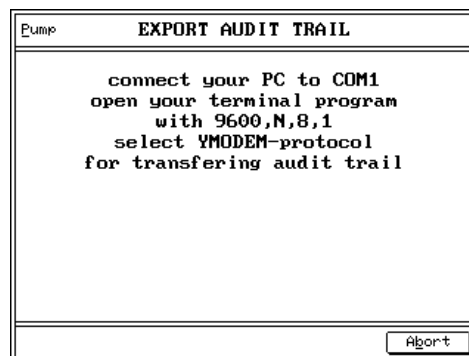 Pump
EXPORT AUDIT TRAIL
connect your PC to COM1
open your terminal program
with 9600,N,8,1
select YMODEM-protocol
for transfering audit trail
Abort